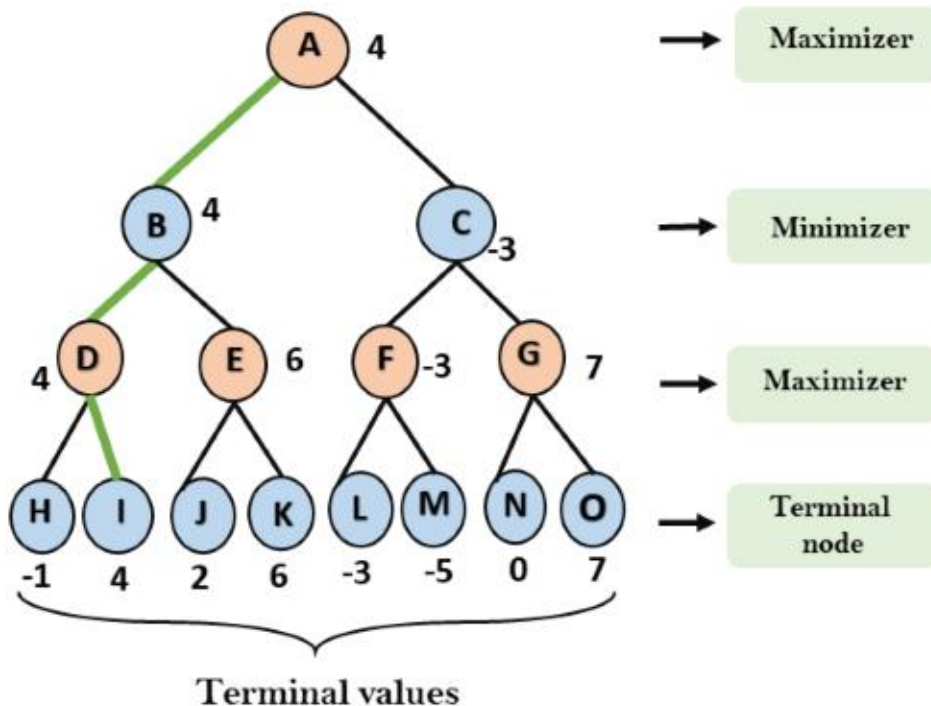 A 4 Maximizer
B 4 C -3 Minimizer
D 4 E 6 F -3 G 7 Maximizer
H I J K L M N O Terminal
node
-1 4 2 6 -3 -5 0 7
Terminal values